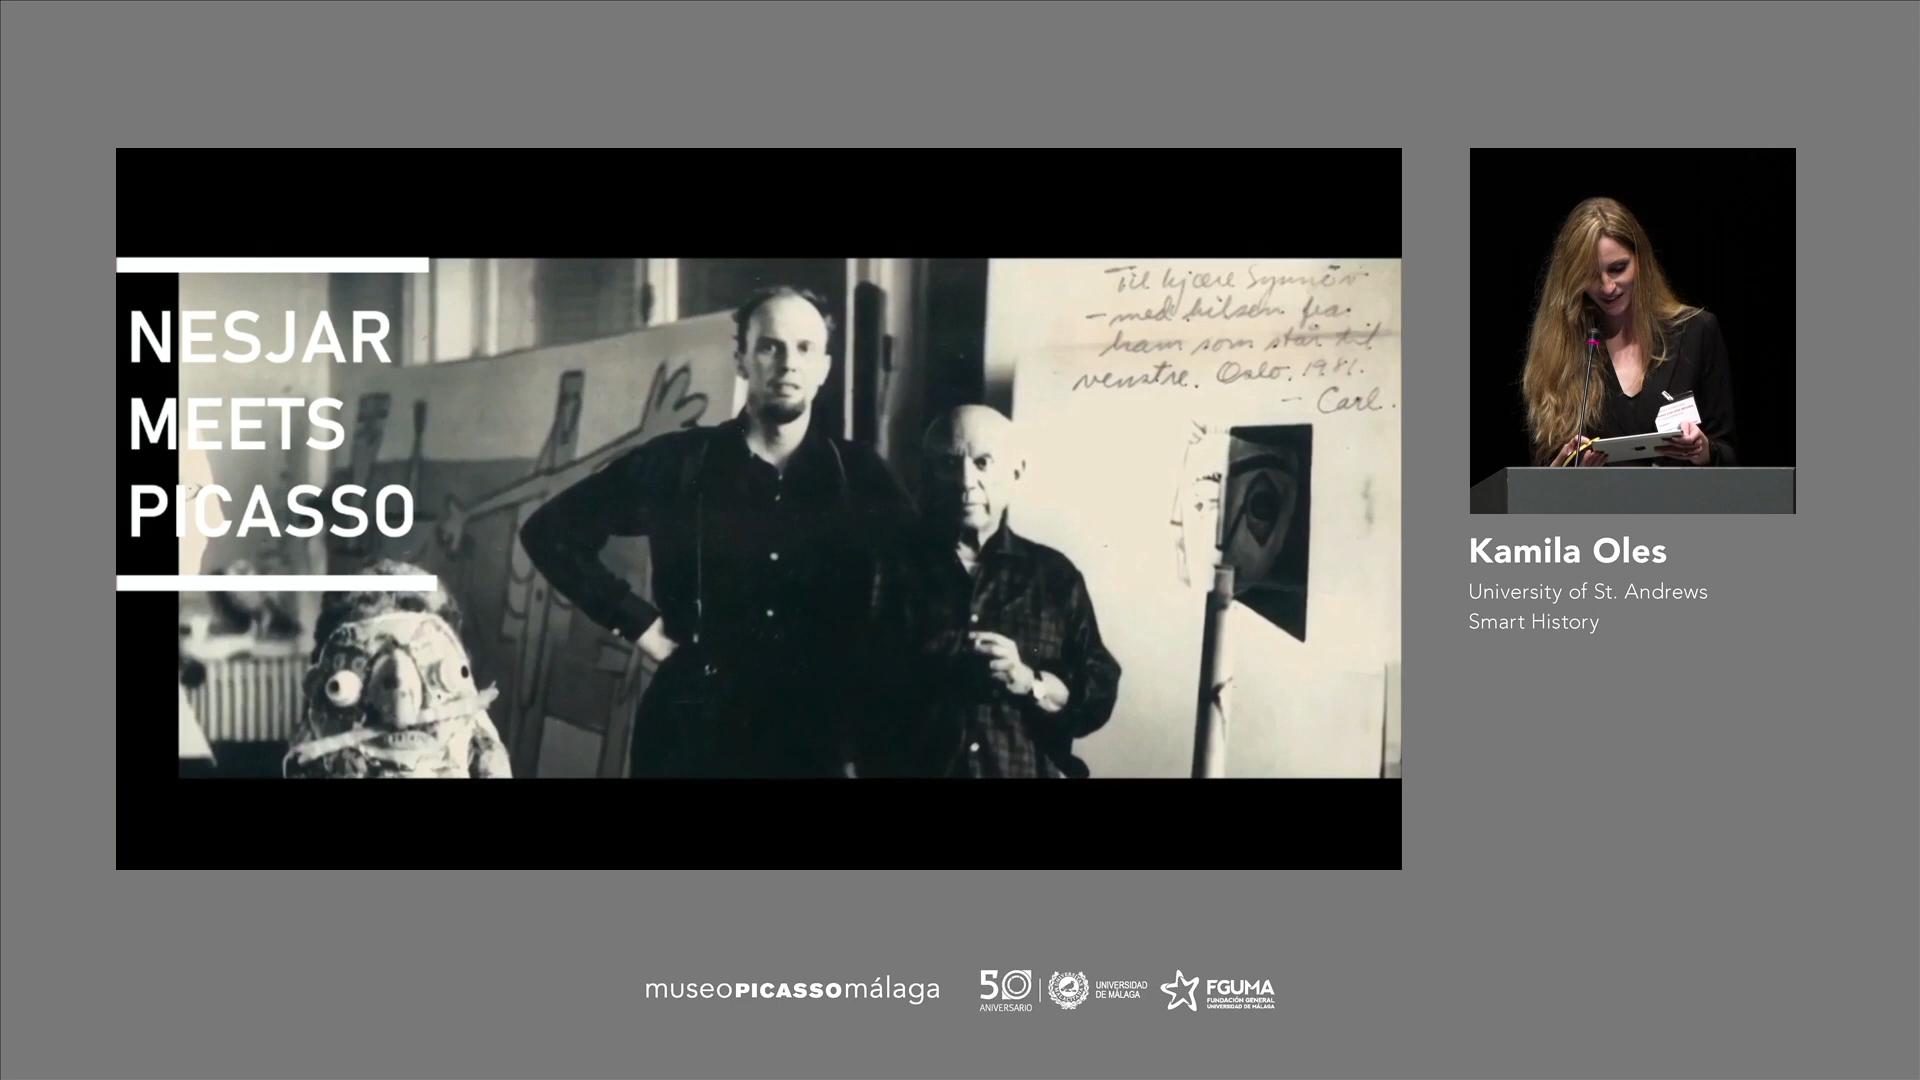 NESJAR
MEETS
PICASSO
Til kjære Synnöv
– med hilsen fra
ham som står til
venstre. Oslo. 1981.
– Carl.
Kamila Oles
University of St. Andrews
Smart History
museoPICASSOmálaga
50
ANIVERSARIO
UNIVERSIDAD
DE MÁLAGA
FGUMA
FUNDACIÓN GENERAL
UNIVERSIDAD DE MÁLAGA